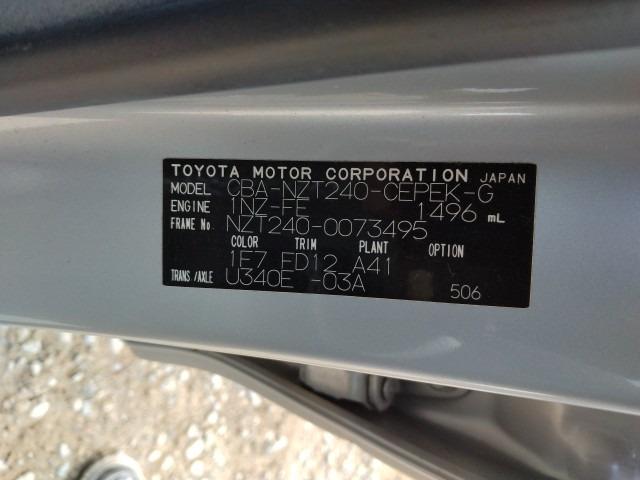 TOYOTA MOTOR CORPORATION JAPAN
MODEL CBA-NZT240-CEPEK-G
ENGINE 1NZ-FE 1496 mL
FRAME No. NZT240-0073495
COLOR TRIM PLANT OPTION
1F7 FD12 A41
TRANS/AXLE U340E -03A
506